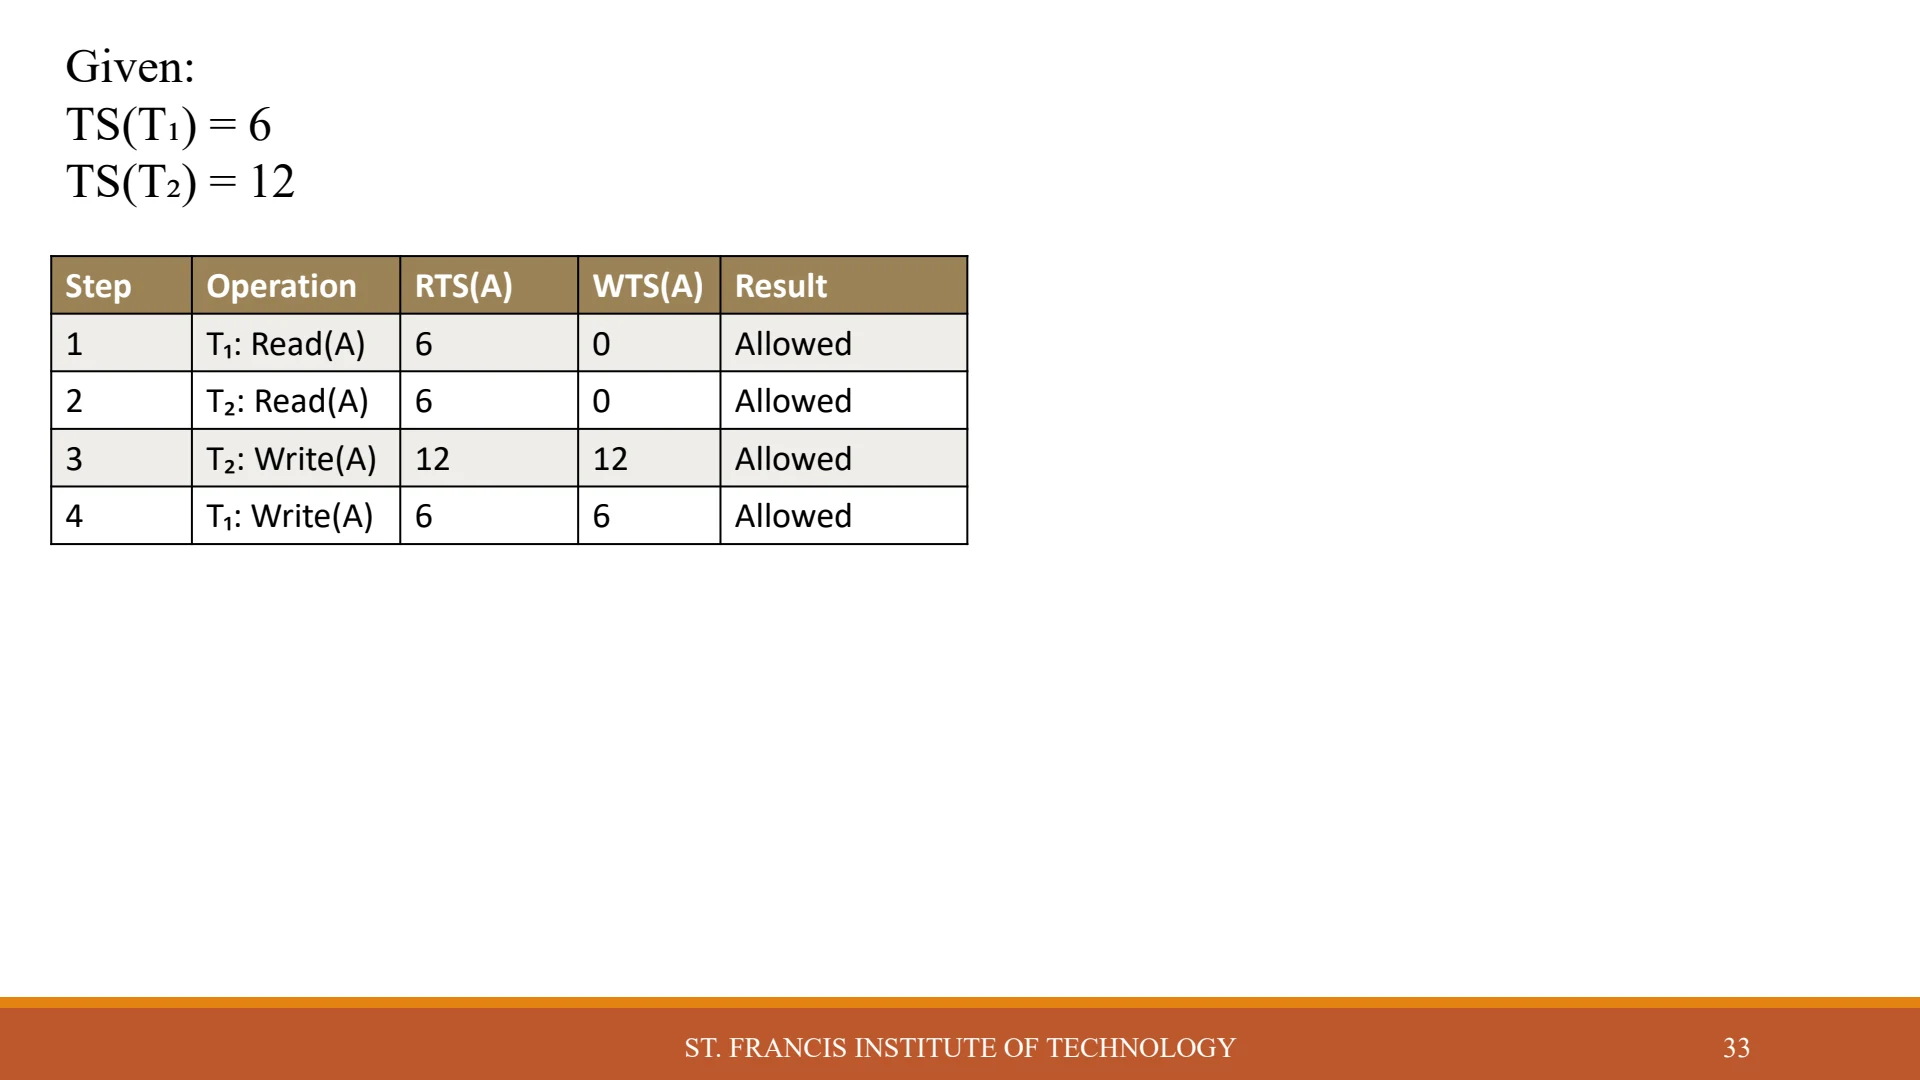 Given:
TS(T₁) = 6
TS(T₂) = 12
Step Operation RTS(A) WTS(A) Result
1 T₁: Read(A) 6 0 Allowed
2 T₂: Read(A) 6 0 Allowed
3 T₂: Write(A) 12 12 Allowed
4 T₁: Write(A) 6 6 Allowed
ST. FRANCIS INSTITUTE OF TECHNOLOGY 33